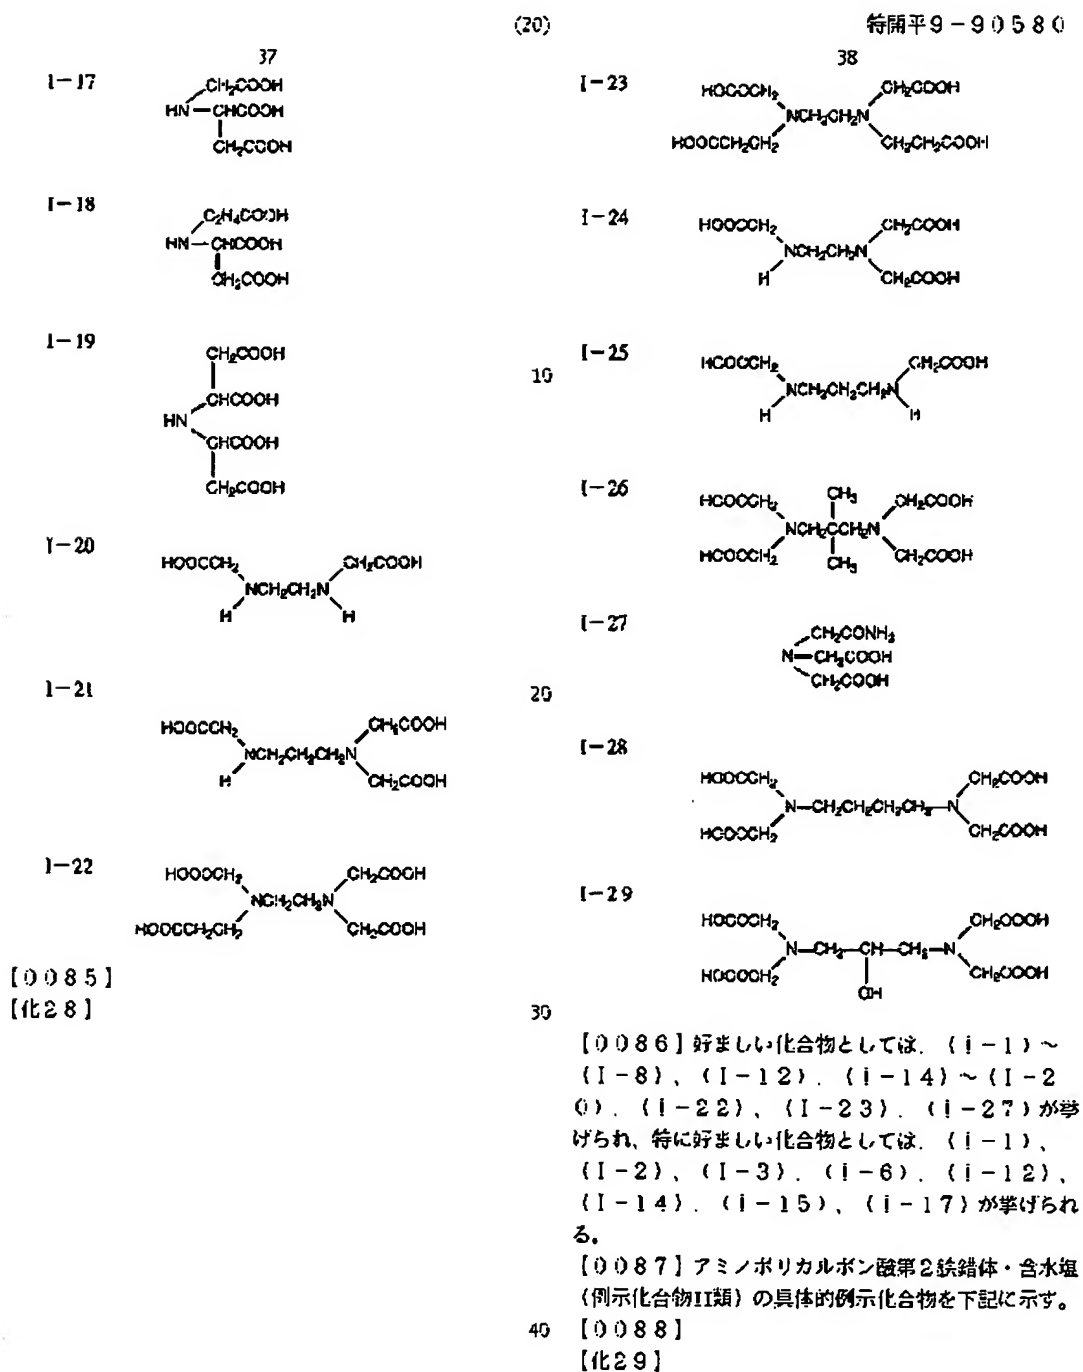 (20)
特開平9-90580
37
I-17
CH₂COOH
HN-CHCOOH
CH₂COOH
I-18
C₂H₄COOH
HN-CHCOOH
CH₂COOH
I-19
CH₂COOH
CHCOOH
HN
CHCOOH
CH₂COOH
I-20
HOOCCH₂ CH₂COOH
NCH₂CH₂N
H H
I-21
HOOCCH₂ CH₂COOH
NCH₂CH₂CH₂N
H CH₂COOH
I-22
HOOCCH₂ CH₂COOH
NCH₂CH₂N
HOOCCH₂CH₂ CH₂COOH
【0085】
【化28】
10
20
30
40
38
I-23
HOCOCH₂ CH₂COOH
NCH₂CH₂N
HOOCCH₂CH₂ CH₂CH₂COOH
I-24
HOOCCH₂ CH₂COOH
NCH₂CH₂N
H CH₂COOH
I-25
HOOCCH₂ CH₂COOH
NCH₂CH₂CH₂N
H H
I-26
HOOCCH₂ CH₃ CH₂COOH
NCH₂CCH₂N
HOOCCH₂ CH₃ CH₂COOH
I-27
CH₂CONH₂
N-CH₂COOH
CH₂COOH
I-28
HOOCCH₂ CH₂COOH
N-CH₂CH₂CH₂CH₂-N
HOOCCH₂ CH₂COOH
I-29
HOOCCH₂ CH₂COOH
N-CH₂-CH-CH₂-N
HOOCCH₂ CH₂COOH
OH
【0086】好ましい化合物としては、(I-1)~
(I-8)、(I-12)、(I-14)~(I-2
0)、(I-22)、(I-23)、(I-27)が挙
げられ、特に好ましい化合物としては、(I-1)、
(I-2)、(I-3)、(I-6)、(I-12)、
(I-14)、(I-15)、(I-17)が挙げられ
る。
【0087】アミノポリカルボン酸第2鉄錯体・含水塩
(例示化合物II類)の具体的例示化合物を下記に示す。
【0088】
【化29】